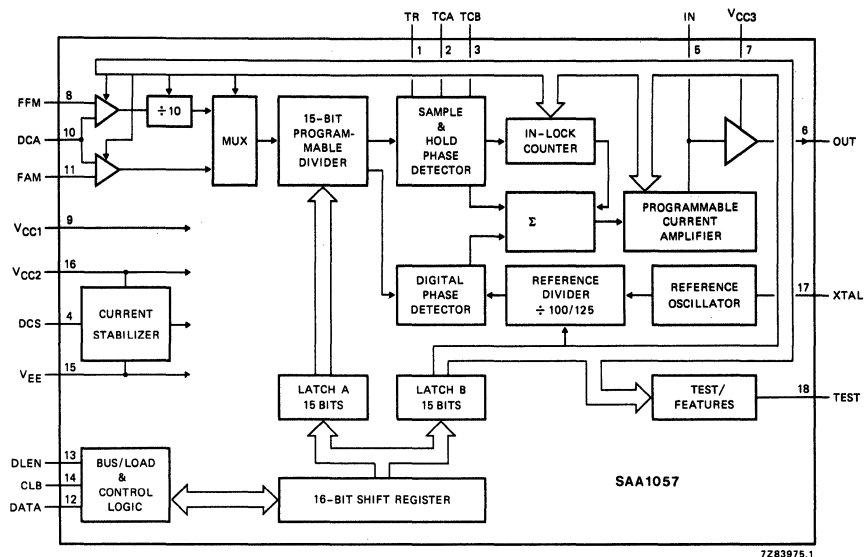 TR TCA TCB IN VCC3
1 2 3 5 7
FFM 8
÷10
DCA 10
FAM 11
MUX
15-BIT
PROGRAM-
MABLE
DIVIDER
SAMPLE
&
HOLD
PHASE
DETECTOR
IN-LOCK
COUNTER
6 OUT
Σ
PROGRAMMABLE
CURRENT
AMPLIFIER
VCC1 9
VCC2 16
DCS 4
CURRENT
STABILIZER
VEE 15
DIGITAL
PHASE
DETECTOR
REFERENCE
DIVIDER
÷ 100/125
REFERENCE
OSCILLATOR
17 XTAL
LATCH A
15 BITS
LATCH B
15 BITS
TEST/
FEATURES
18 TEST
DLEN 13
CLB 14
DATA 12
BUS/LOAD
&
CONTROL
LOGIC
16-BIT SHIFT REGISTER
SAA1057
7Z83975.1